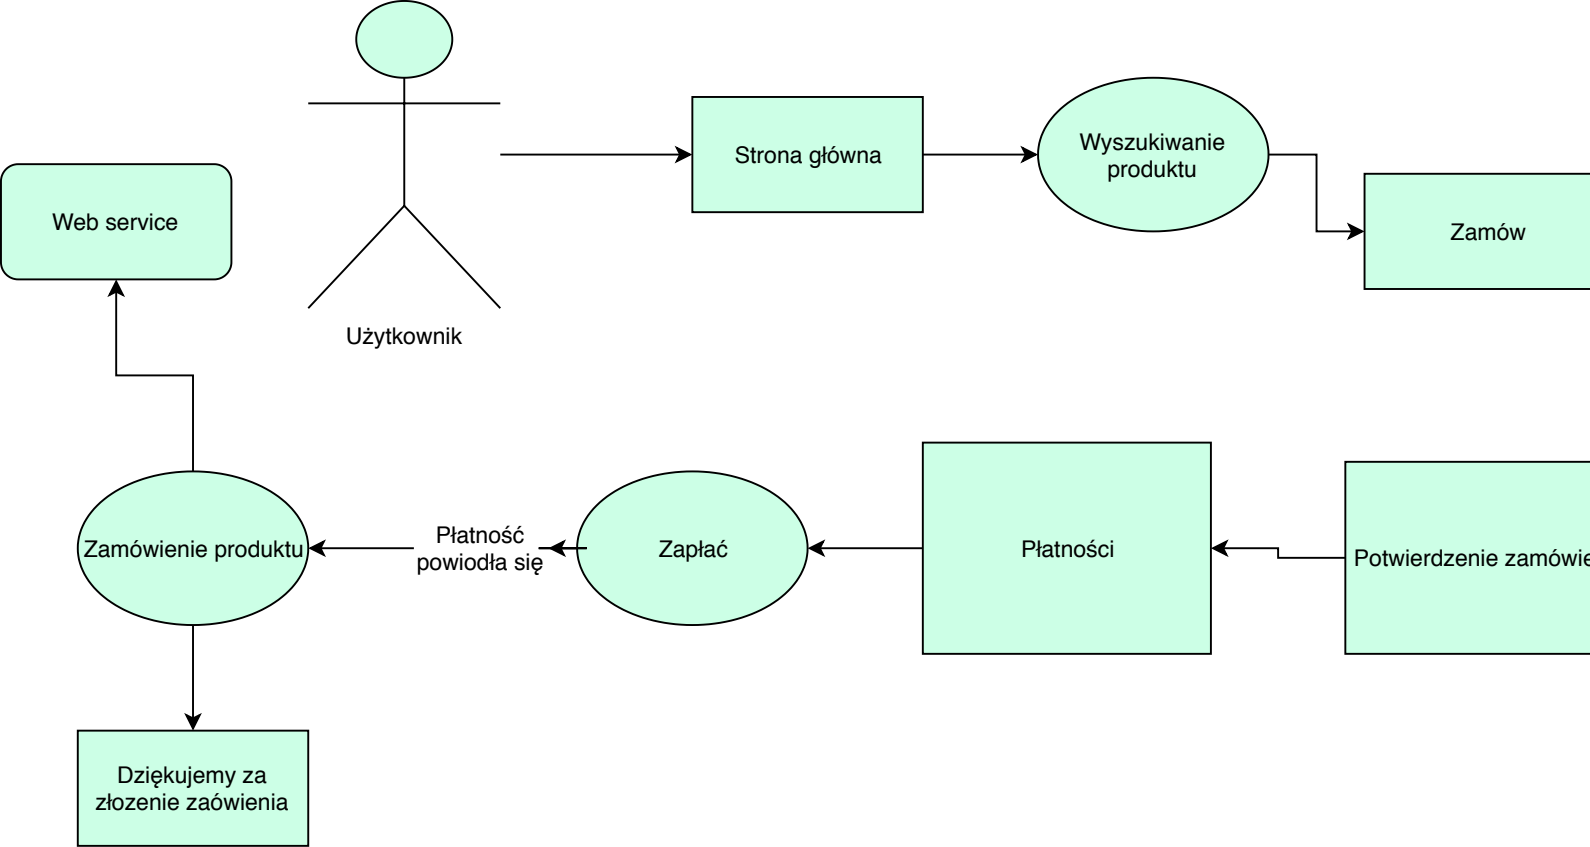 Strona główna
Wyszukiwanie
produktu
Web service
Zamów
Użytkownik
Zamówienie produktu
Płatność
powiodła się
Zapłać
Płatności
Potwierdzenie
Dziękujemy za
złozenie zaówienia